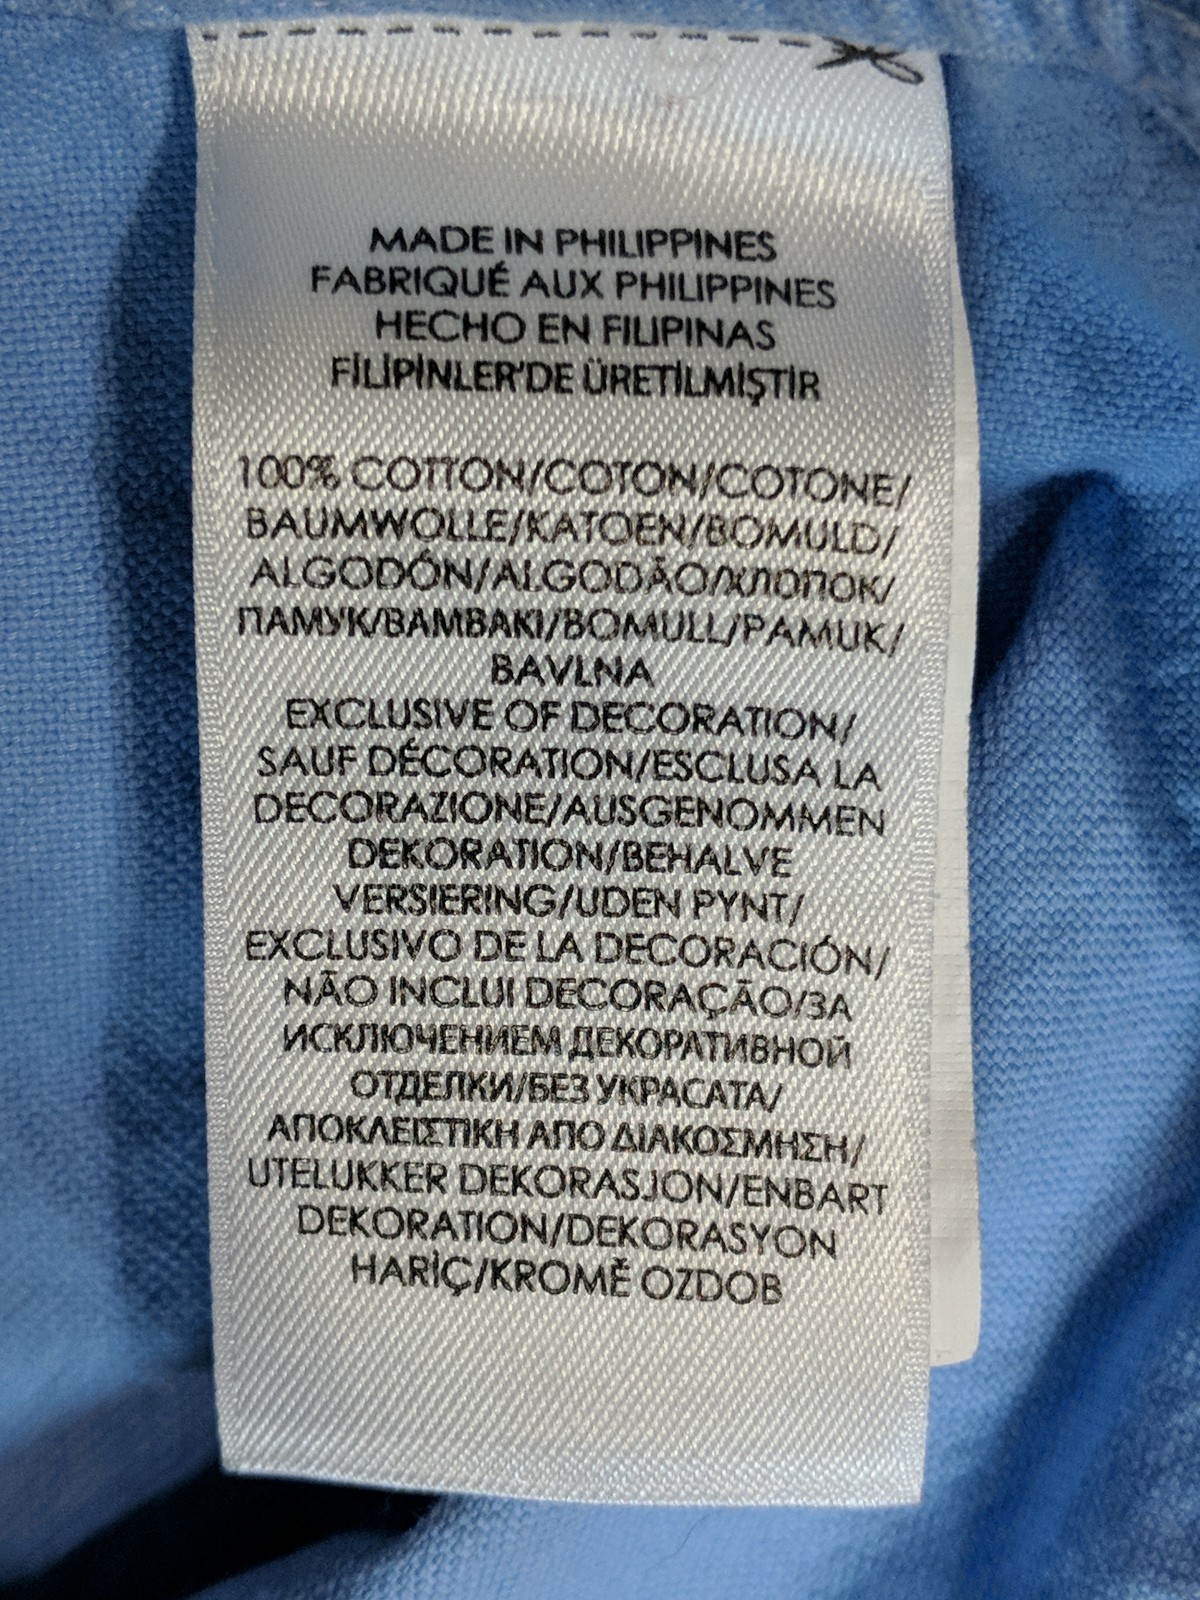 MADE IN PHILIPPINES
FABRIQUÉ AUX PHILIPPINES
HECHO EN FILIPINAS
FİLİPİNLER'DE ÜRETİLMİŞTİR
100% COTTON/COTON/COTONE/
BAUMWOLLE/KATOEN/BOMULD/
ALGODÓN/ALGODÃO/ХЛОПОК/
ПАМУК/ΒΑΜΒΑΚΙ/BOMULL/PAMUK/
BAVLNA
EXCLUSIVE OF DECORATION/
SAUF DÉCORATION/ESCLUSA LA
DECORAZIONE/AUSGENOMMEN
DEKORATION/BEHALVE
VERSIERING/UDEN PYNT/
EXCLUSIVO DE LA DECORACIÓN/
NÃO INCLUI DECORAÇÃO/ЗА
ИСКЛЮЧЕНИЕМ ДЕКОРАТИВНОЙ
ОТДЕЛКИ/БЕЗ УКРАСАТА/
ΑΠΟΚΛΕΙΣΤΙΚΗ ΑΠΟ ΔΙΑΚΟΣΜΗΣΗ/
UTELUKKER DEKORASJON/ENBART
DEKORATION/DEKORASYON
HARİÇ/KROMĚ OZDOB